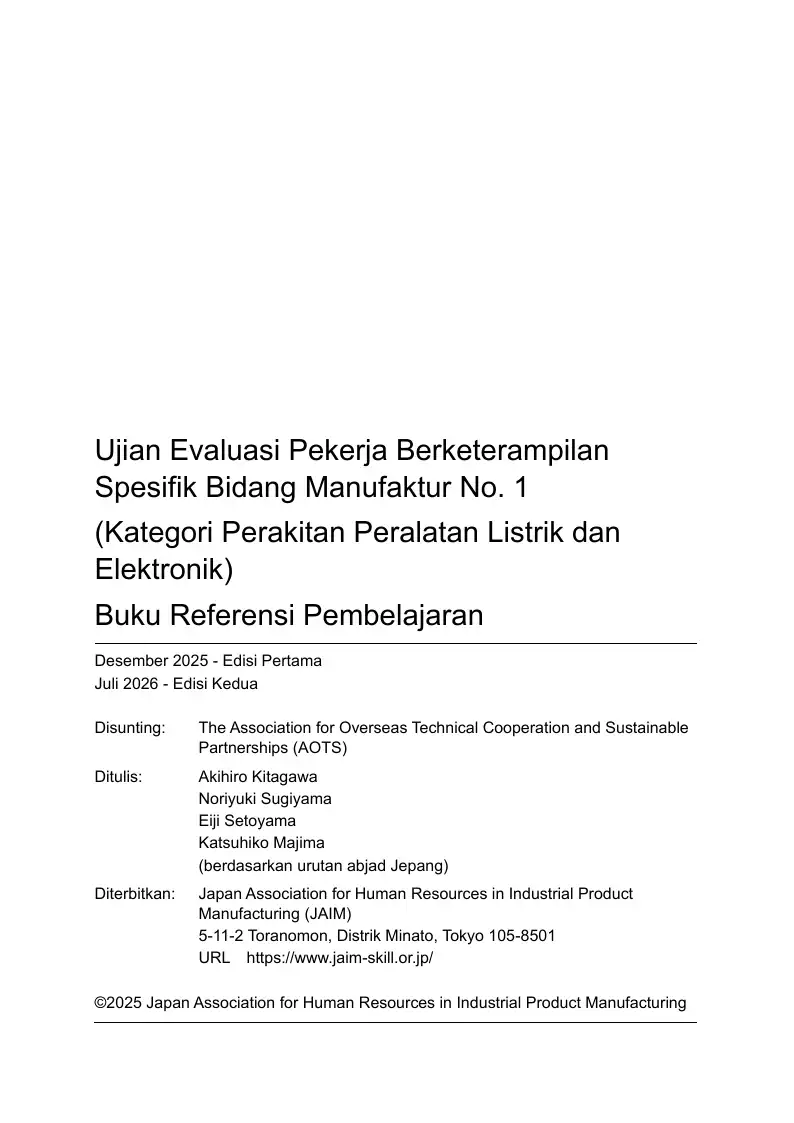 Ujian Evaluasi Pekerja Berketerampilan
Spesifik Bidang Manufaktur No. 1
(Kategori Perakitan Peralatan Listrik dan
Elektronik)
Buku Referensi Pembelajaran
Desember 2025 - Edisi Pertama
Juli 2026 - Edisi Kedua
Disunting: The Association for Overseas Technical Cooperation and Sustainable
Partnerships (AOTS)
Ditulis: Akihiro Kitagawa
Noriyuki Sugiyama
Eiji Setoyama
Katsuhiko Majima
(berdasarkan urutan abjad Jepang)
Diterbitkan: Japan Association for Human Resources in Industrial Product
Manufacturing (JAIM)
5-11-2 Toranomon, Distrik Minato, Tokyo 105-8501
URL https://www.jaim-skill.or.jp/
©2025 Japan Association for Human Resources in Industrial Product Manufacturing